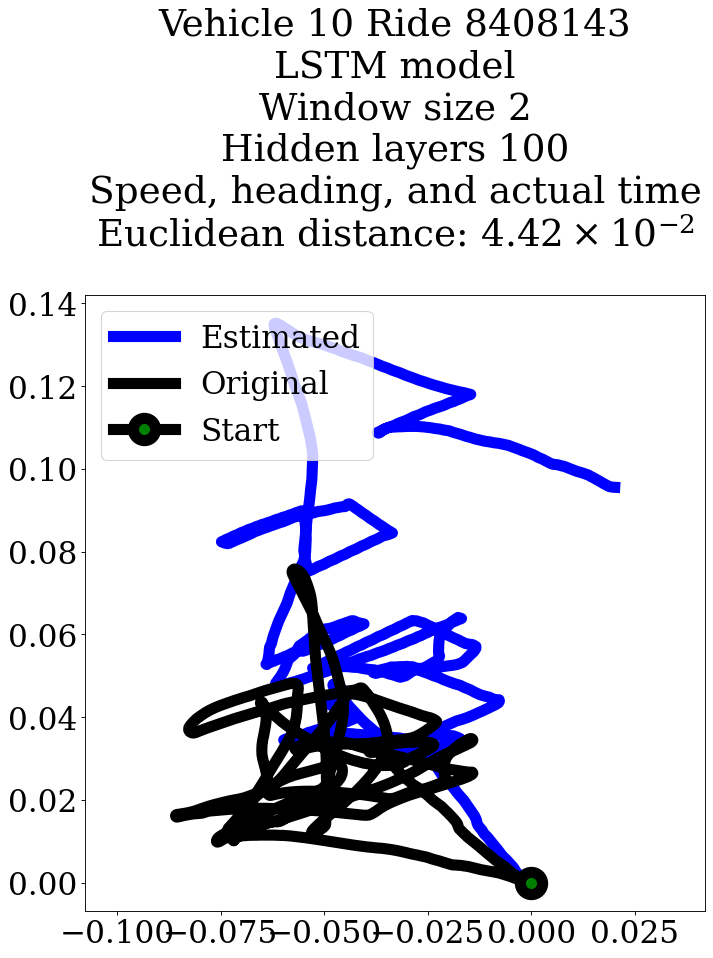 Vehicle 10 Ride 8408143
LSTM model
Window size 2
Hidden layers 100
Speed, heading, and actual time
Euclidean distance: 4.42 × 10⁻²
0.14
0.12
0.10
0.08
0.06
0.04
0.02
0.00
Estimated
Original
Start
−0.100 −0.075 −0.050 −0.025 0.000 0.025